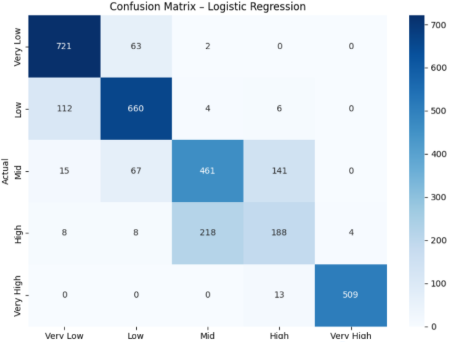 Confusion Matrix – Logistic Regression
Very Low 721 63 2 0 0
Low 112 660 4 6 0
Mid 15 67 461 141 0
High 8 8 218 188 4
Very High 0 0 0 13 509
Actual
Very Low Low Mid High Very High
700
600
500
400
300
200
100
0